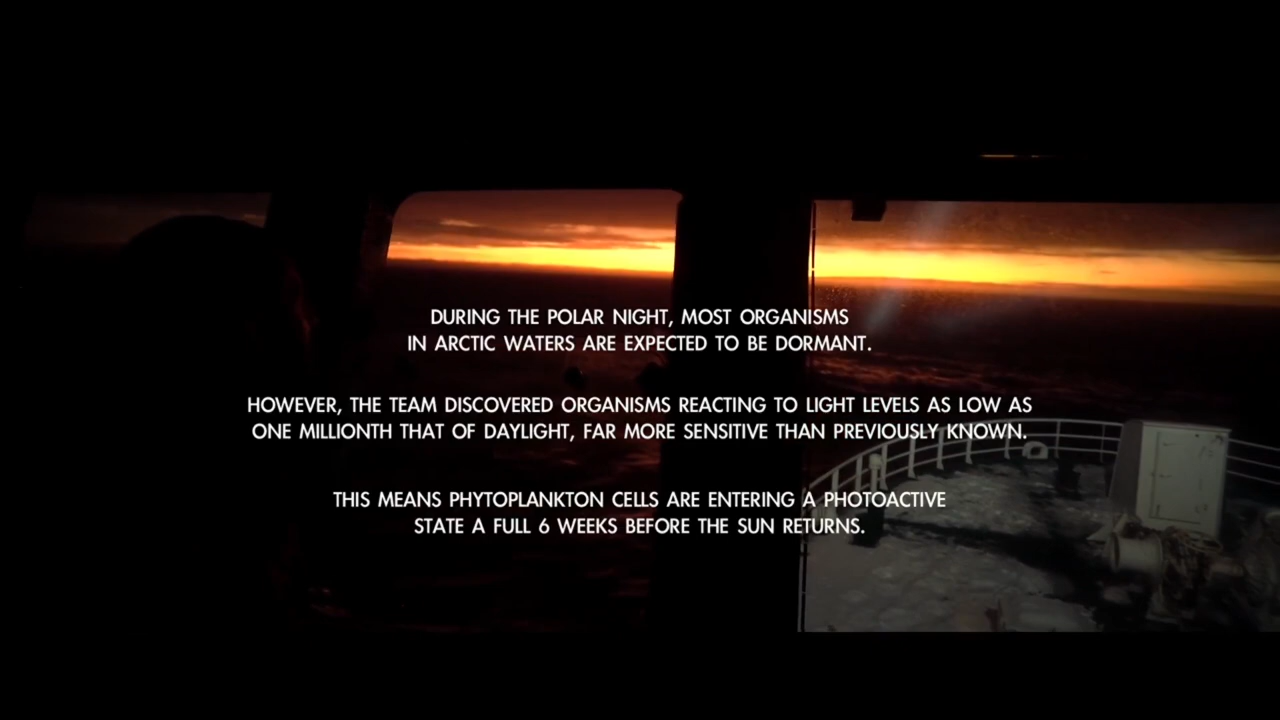 DURING THE POLAR NIGHT, MOST ORGANISMS
IN ARCTIC WATERS ARE EXPECTED TO BE DORMANT.
HOWEVER, THE TEAM DISCOVERED ORGANISMS REACTING TO LIGHT LEVELS AS LOW AS
ONE MILLIONTH THAT OF DAYLIGHT, FAR MORE SENSITIVE THAN PREVIOUSLY KNOWN.
THIS MEANS PHYTOPLANKTON CELLS ARE ENTERING A PHOTOACTIVE
STATE A FULL 6 WEEKS BEFORE THE SUN RETURNS.